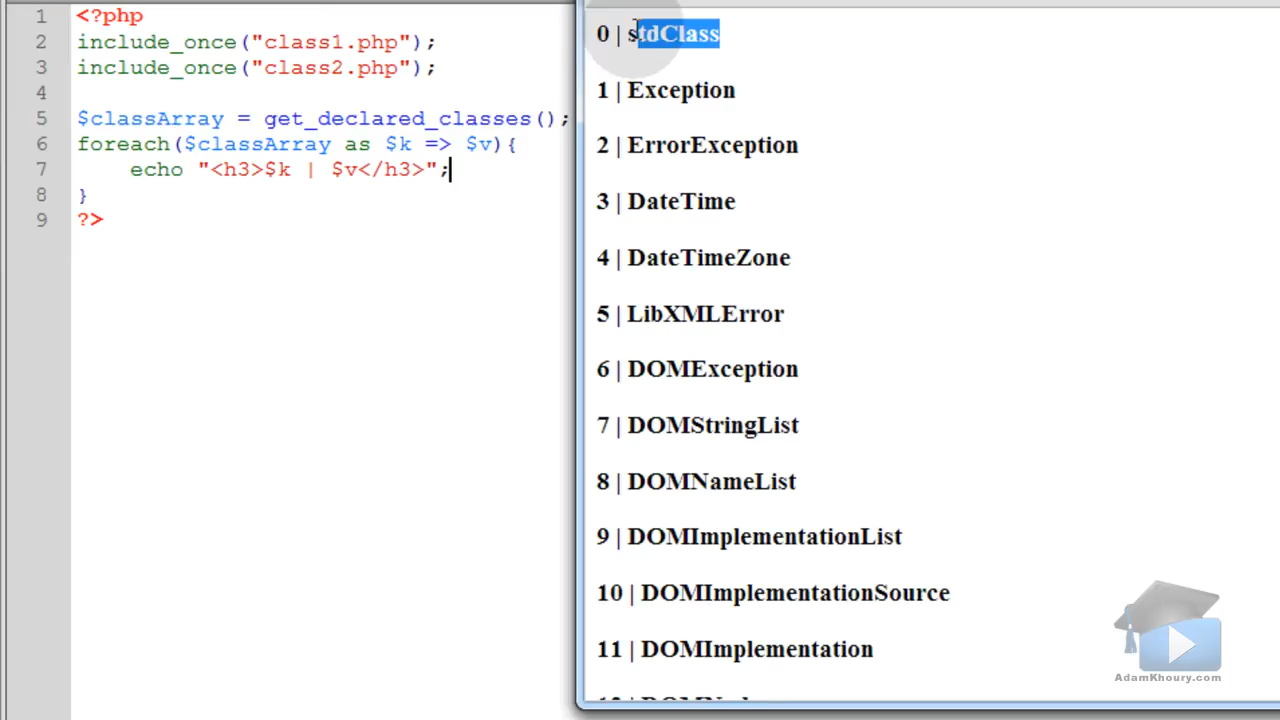 1 <?php
2 include_once("class1.php");
3 include_once("class2.php");
4
5 $classArray = get_declared_classes();
6 foreach($classArray as $k => $v){
7     echo "<h3>$k | $v</h3>";
8 }
9 ?>
0 | stdClass
1 | Exception
2 | ErrorException
3 | DateTime
4 | DateTimeZone
5 | LibXMLError
6 | DOMException
7 | DOMStringList
8 | DOMNameList
9 | DOMImplementationList
10 | DOMImplementationSource
11 | DOMImplementation
AdamKhoury.com